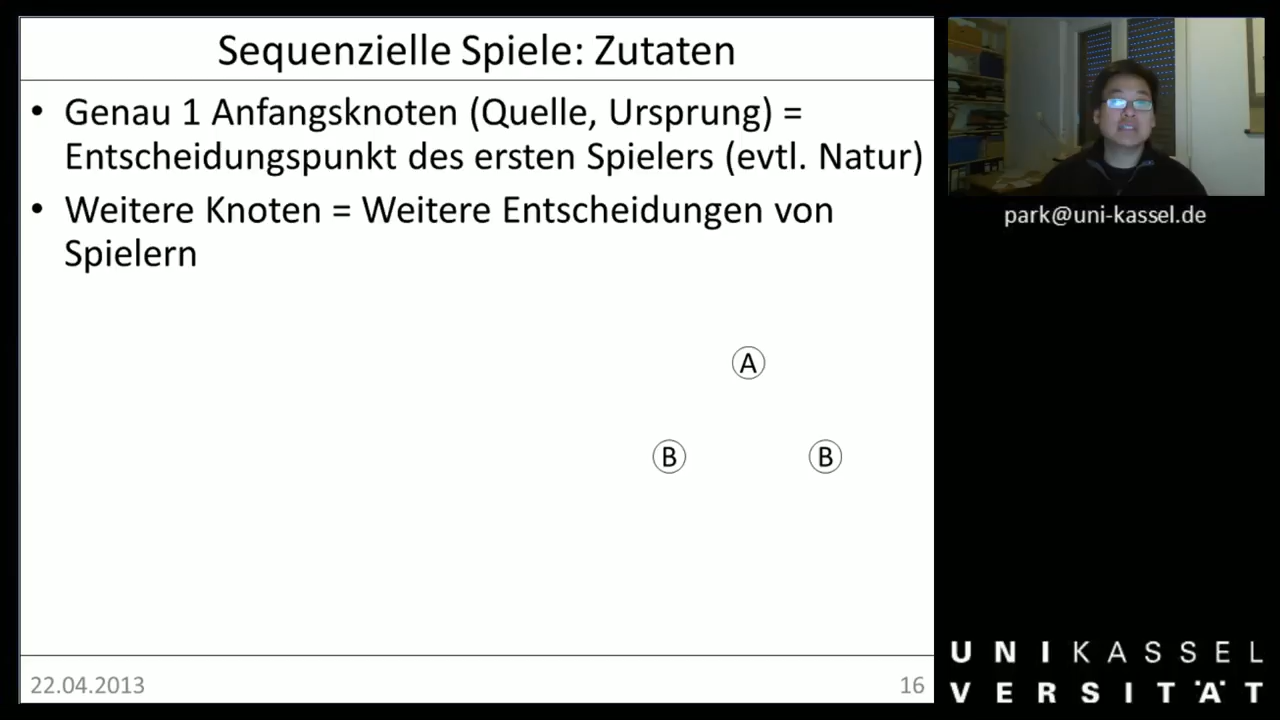 Sequenzielle Spiele: Zutaten
• Genau 1 Anfangsknoten (Quelle, Ursprung) =
Entscheidungspunkt des ersten Spielers (evtl. Natur)
• Weitere Knoten = Weitere Entscheidungen von
Spielern
A
B B
22.04.2013
16
park@uni-kassel.de
UNIKASSEL
VERSITÄT